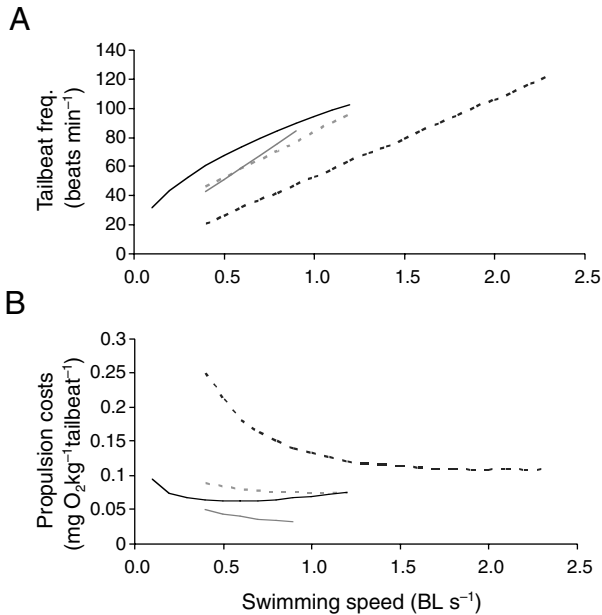 A
Tailbeat freq.
(beats min⁻¹)
140
120
100
80
60
40
20
0
0.0 0.5 1.0 1.5 2.0 2.5
B
Propulsion costs
(mg O₂kg⁻¹tailbeat⁻¹)
0.3
0.25
0.2
0.15
0.1
0.05
0
0.0 0.5 1.0 1.5 2.0 2.5
Swimming speed (BL s⁻¹)